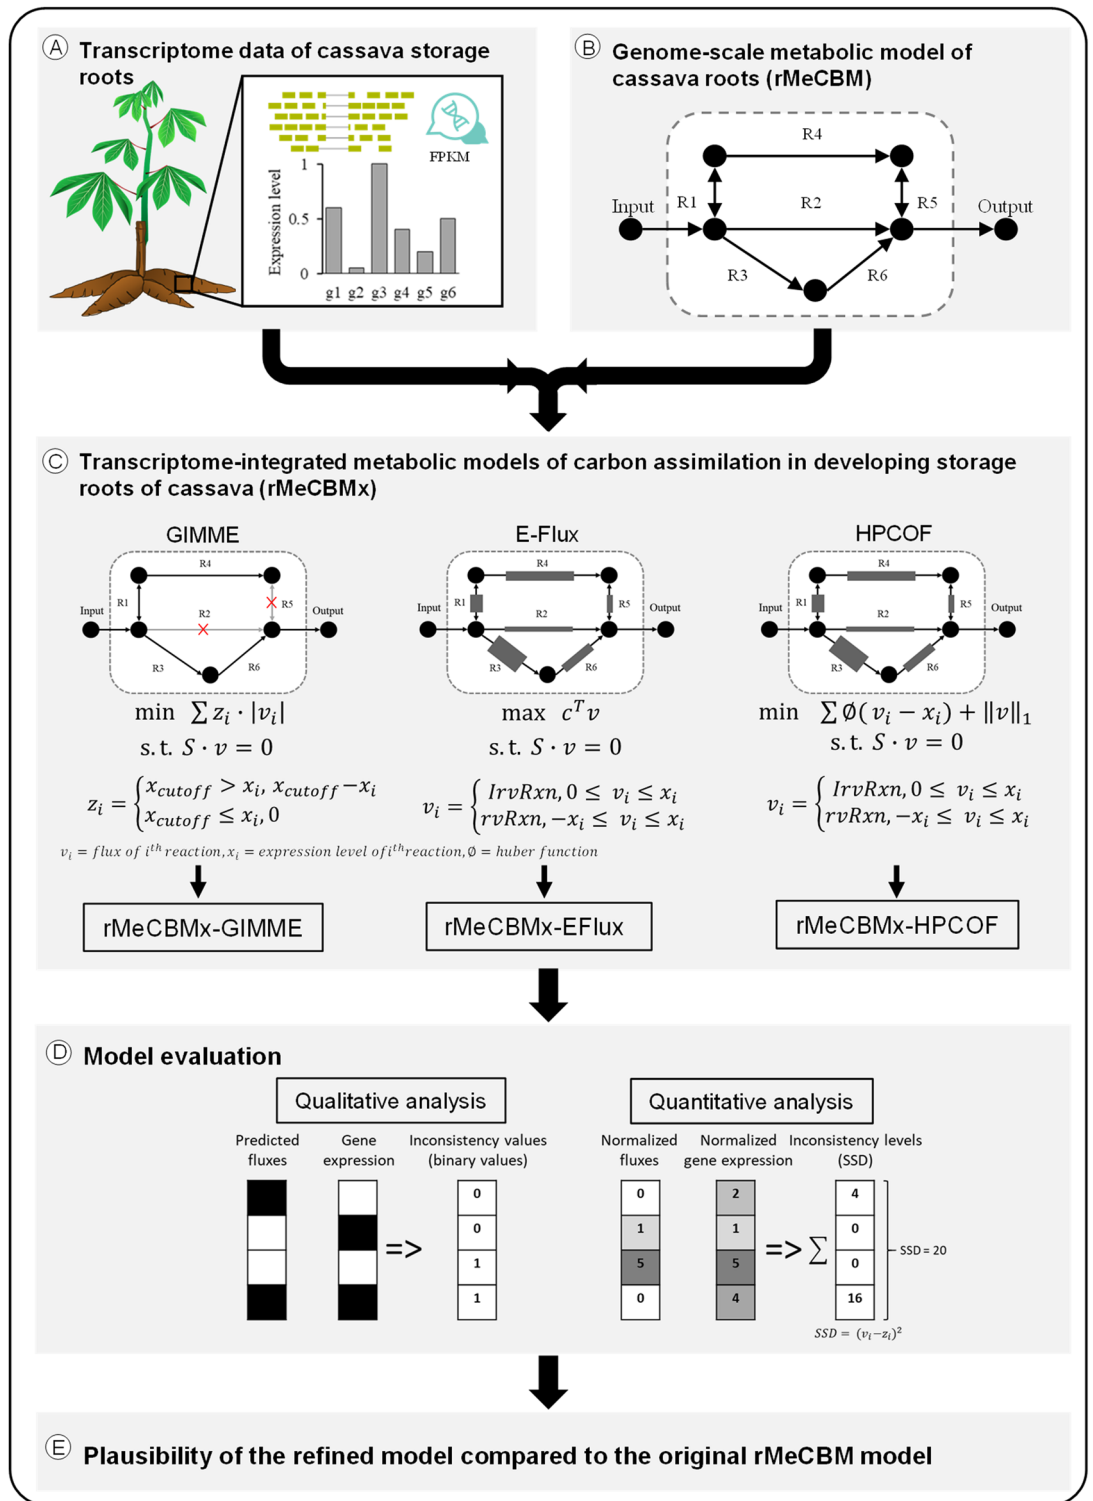 A Transcriptome data of cassava storage
roots
FPKM
Expression level
1
0.5
0
g1 g2 g3 g4 g5 g6
B Genome-scale metabolic model of
cassava roots (rMeCBM)
R4
Input R1 R2 R5 Output
R3 R6
C Transcriptome-integrated metabolic models of carbon assimilation in developing storage
roots of cassava (rMeCBMx)
GIMME
R4
Input R1 R2 R5 Output
R3 R6
min ∑ z_i · |v_i|
s.t. S · v = 0
z_i = { x_cutoff > x_i, x_cutoff − x_i
x_cutoff ≤ x_i, 0
E-Flux
R4
Input R1 R2 R5 Output
R3 R6
max c^T v
s.t. S · v = 0
v_i = { IrvRxn, 0 ≤ v_i ≤ x_i
rvRxn, −x_i ≤ v_i ≤ x_i
HPCOF
R4
Input R1 R2 R5 Output
R3 R6
min ∑ ∅( v_i − x_i) + ‖v‖_1
s.t. S · v = 0
v_i = { IrvRxn, 0 ≤ v_i ≤ x_i
rvRxn, −x_i ≤ v_i ≤ x_i
v_i = flux of i^th reaction, x_i = expression level of i^th reaction, ∅ = huber function
rMeCBMx-GIMME
rMeCBMx-EFlux
rMeCBMx-HPCOF
D Model evaluation
Qualitative analysis
Predicted
fluxes
Gene
expression
Inconsistency values
(binary values)
=>
0
0
1
1
Quantitative analysis
Normalized
fluxes
Normalized
gene expression
Inconsistency levels
(SSD)
0 2 4
1 1 0
=> ∑
5 5 0
0 4 16
SSD = 20
SSD = (v_i−z_i)^2
E Plausibility of the refined model compared to the original rMeCBM model